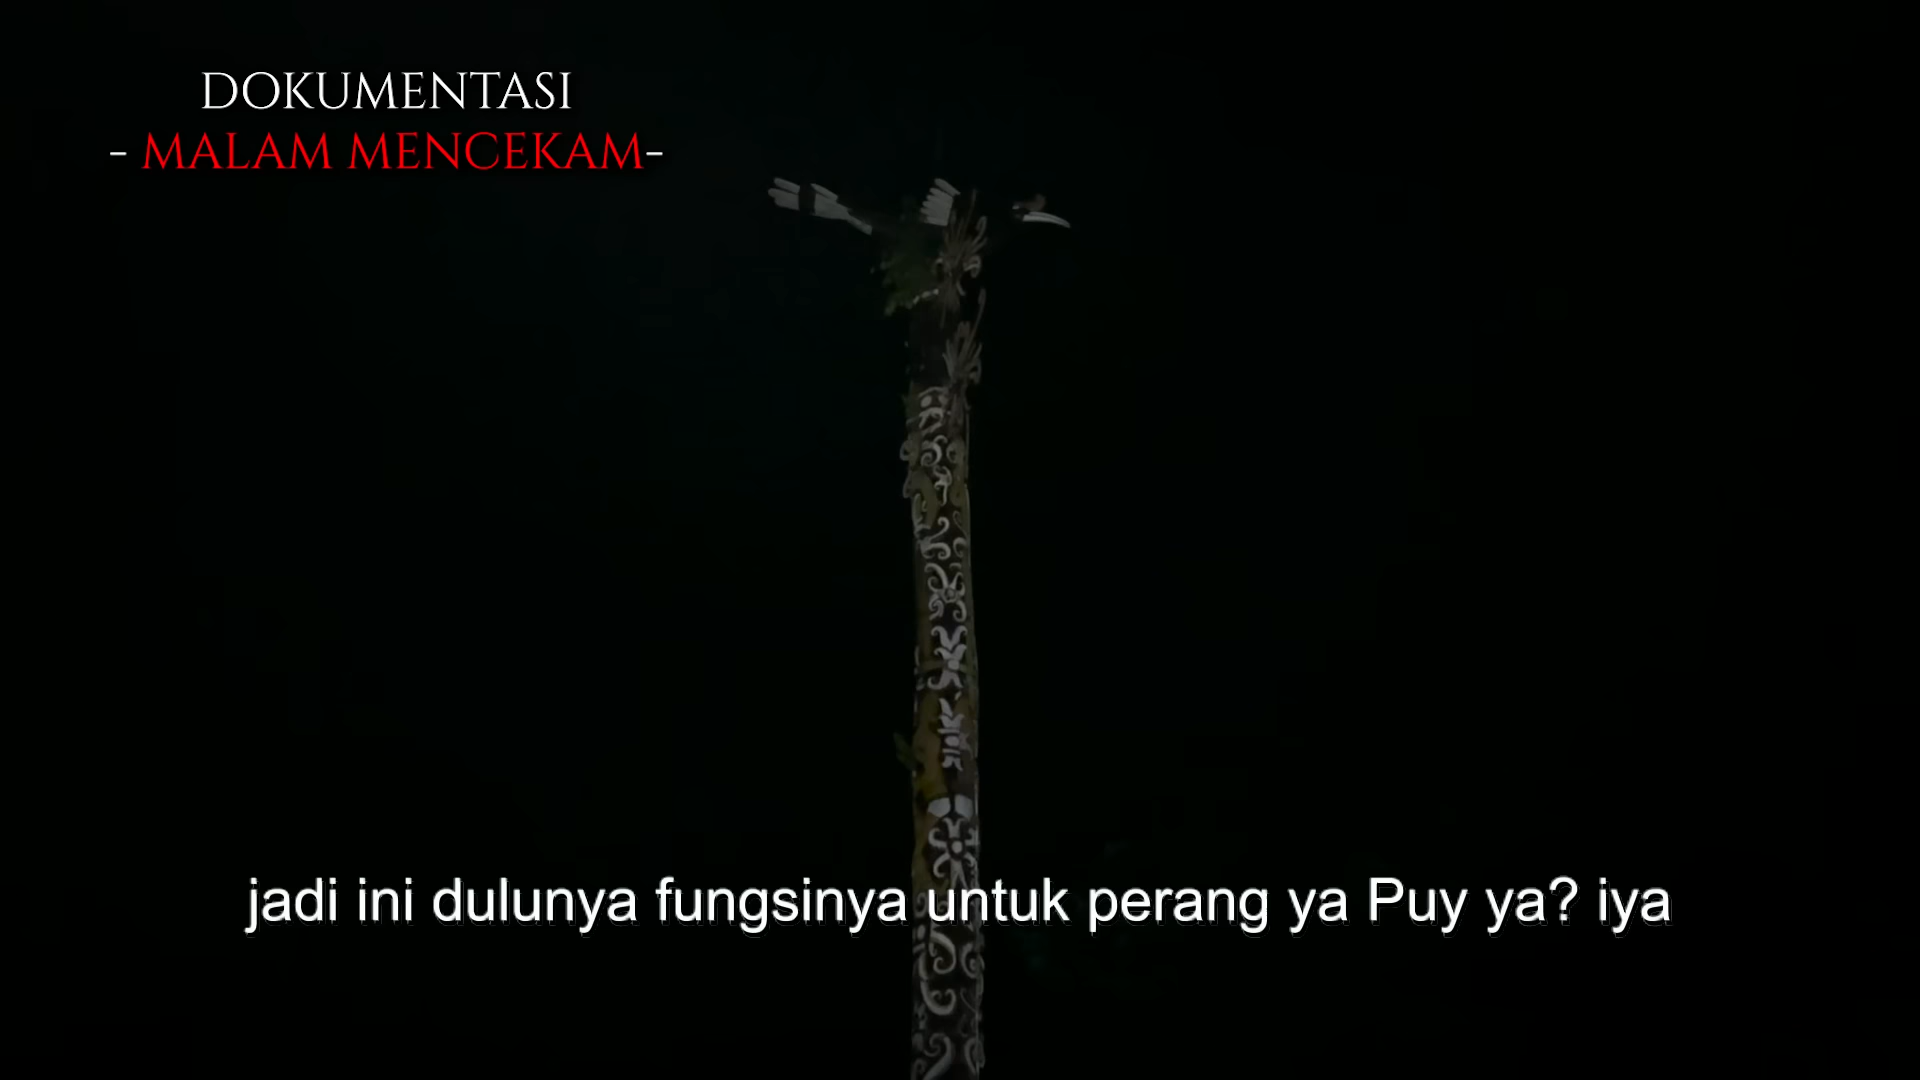 DOKUMENTASI
- MALAM MENCEKAM-
jadi ini dulunya fungsinya untuk perang ya Puy ya? iya